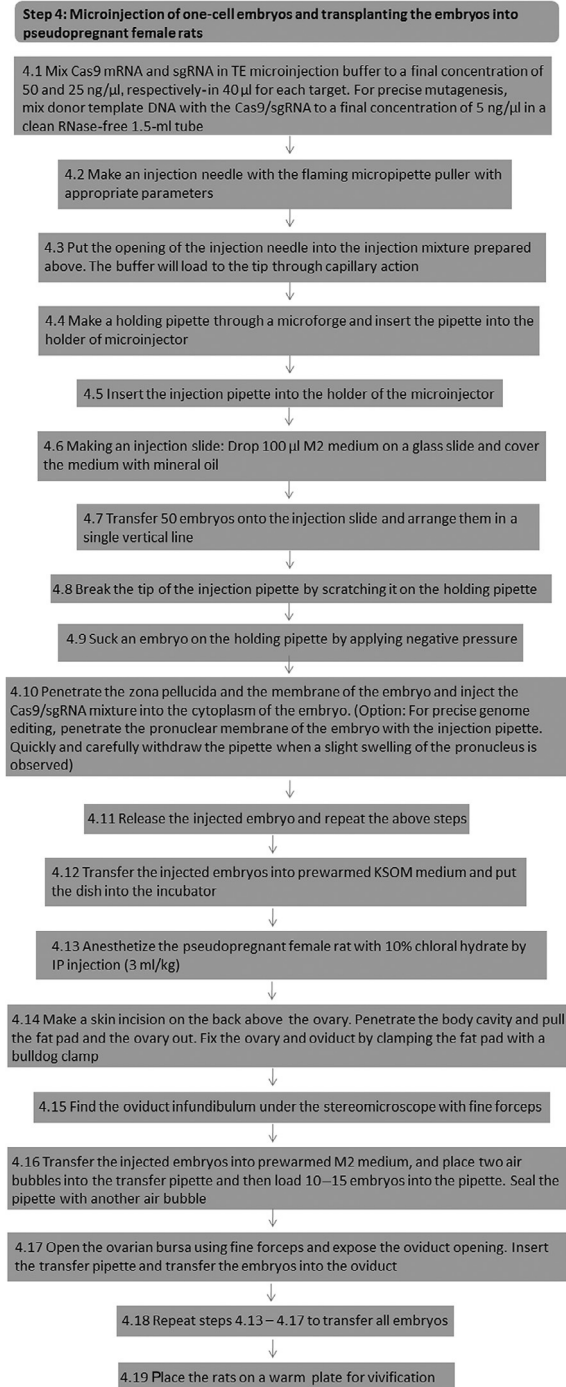 Step 4: Microinjection of one-cell embryos and transplanting the embryos into
pseudopregnant female rats
4.1 Mix Cas9 mRNA and sgRNA in TE microinjection buffer to a final concentration of
50 and 25 ng/µl, respectively-in 40 µl for each target. For precise mutagenesis,
mix donor template DNA with the Cas9/sgRNA to a final concentration of 5 ng/µl in a
clean RNase-free 1.5-ml tube
4.2 Make an injection needle with the flaming micropipette puller with
appropriate parameters
4.3 Put the opening of the injection needle into the injection mixture prepared
above. The buffer will load to the tip through capillary action
4.4 Make a holding pipette through a microforge and insert the pipette into the
holder of microinjector
4.5 Insert the injection pipette into the holder of the microinjector
4.6 Making an injection slide: Drop 100 µl M2 medium on a glass slide and cover
the medium with mineral oil
4.7 Transfer 50 embryos onto the injection slide and arrange them in a
single vertical line
4.8 Break the tip of the injection pipette by scratching it on the holding pipette
4.9 Suck an embryo on the holding pipette by applying negative pressure
4.10 Penetrate the zona pellucida and the membrane of the embryo and inject the
Cas9/sgRNA mixture into the cytoplasm of the embryo. (Option: For precise genome
editing, penetrate the pronuclear membrane of the embryo with the injection pipette.
Quickly and carefully withdraw the pipette when a slight swelling of the pronucleus is
observed)
4.11 Release the injected embryo and repeat the above steps
4.12 Transfer the injected embryos into prewarmed KSOM medium and put
the dish into the incubator
4.13 Anesthetize the pseudopregnant female rat with 10% chloral hydrate by
IP injection (3 ml/kg)
4.14 Make a skin incision on the back above the ovary. Penetrate the body cavity and pull
the fat pad and the ovary out. Fix the ovary and oviduct by clamping the fat pad with a
bulldog clamp
4.15 Find the oviduct infundibulum under the stereomicroscope with fine forceps
4.16 Transfer the injected embryos into prewarmed M2 medium, and place two air
bubbles into the transfer pipette and then load 10–15 embryos into the pipette. Seal the
pipette with another air bubble
4.17 Open the ovarian bursa using fine forceps and expose the oviduct opening. Insert
the transfer pipette and transfer the embryos into the oviduct
4.18 Repeat steps 4.13 – 4.17 to transfer all embryos
4.19 Place the rats on a warm plate for vivification